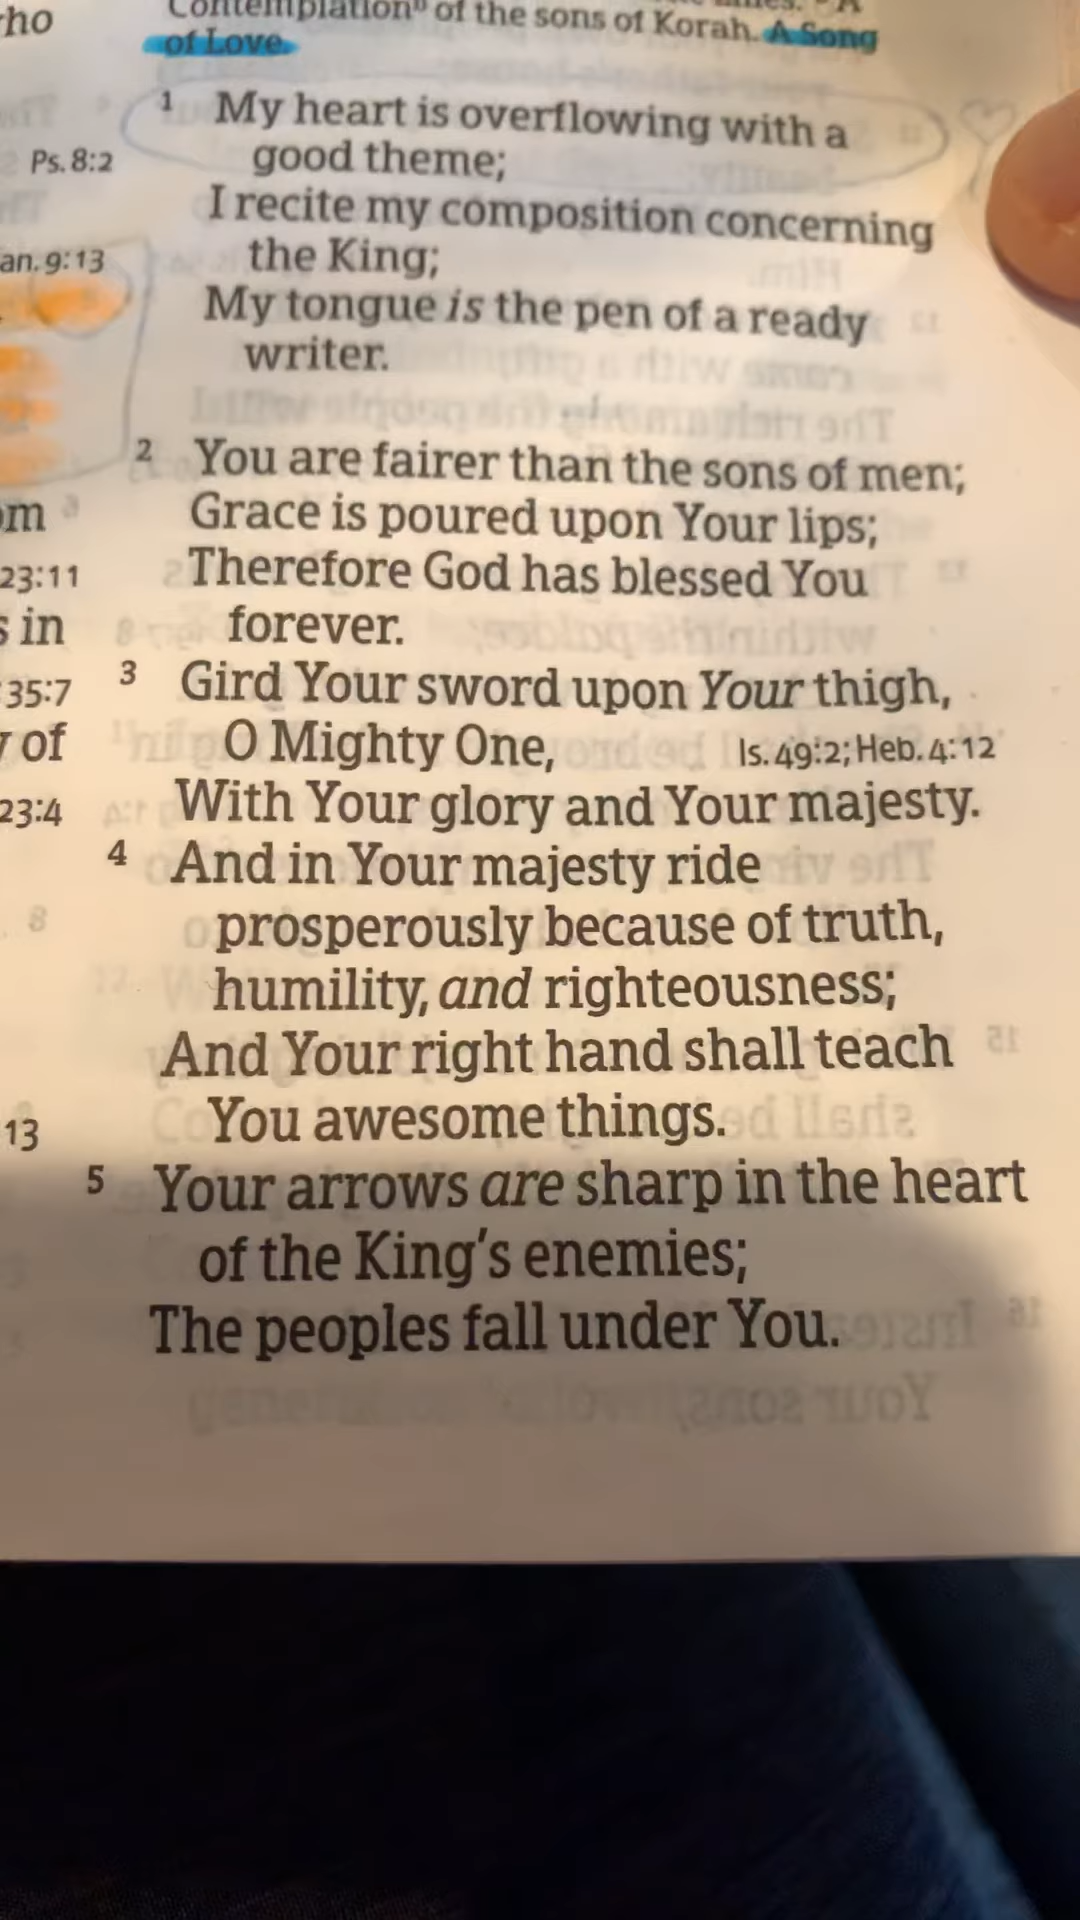 Contemplation of the sons of Korah. A Song
of Love.
1 My heart is overflowing with a
good theme;
I recite my composition concerning
the King;
My tongue is the pen of a ready
writer.
2 You are fairer than the sons of men;
Grace is poured upon Your lips;
Therefore God has blessed You
forever.
3 Gird Your sword upon Your thigh,
O Mighty One, Is. 49:2; Heb. 4:12
With Your glory and Your majesty.
4 And in Your majesty ride
prosperously because of truth,
humility, and righteousness;
And Your right hand shall teach
You awesome things.
5 Your arrows are sharp in the heart
of the King's enemies;
The peoples fall under You.
Ps. 8:2
an. 9:13
23:11
s in
35:7
of
23:4
13